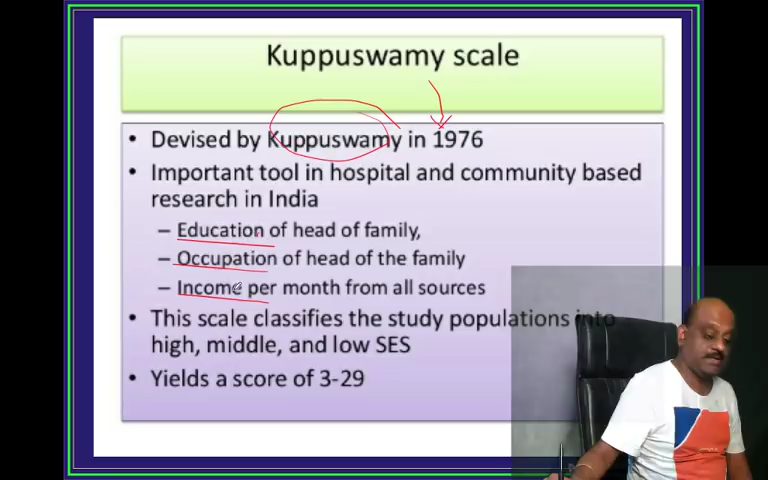 Kuppuswamy scale
• Devised by Kuppuswamy in 1976
• Important tool in hospital and community based
research in India
– Education of head of family,
– Occupation of head of the family
– Income per month from all sources
• This scale classifies the study populations into
high, middle, and low SES
• Yields a score of 3-29